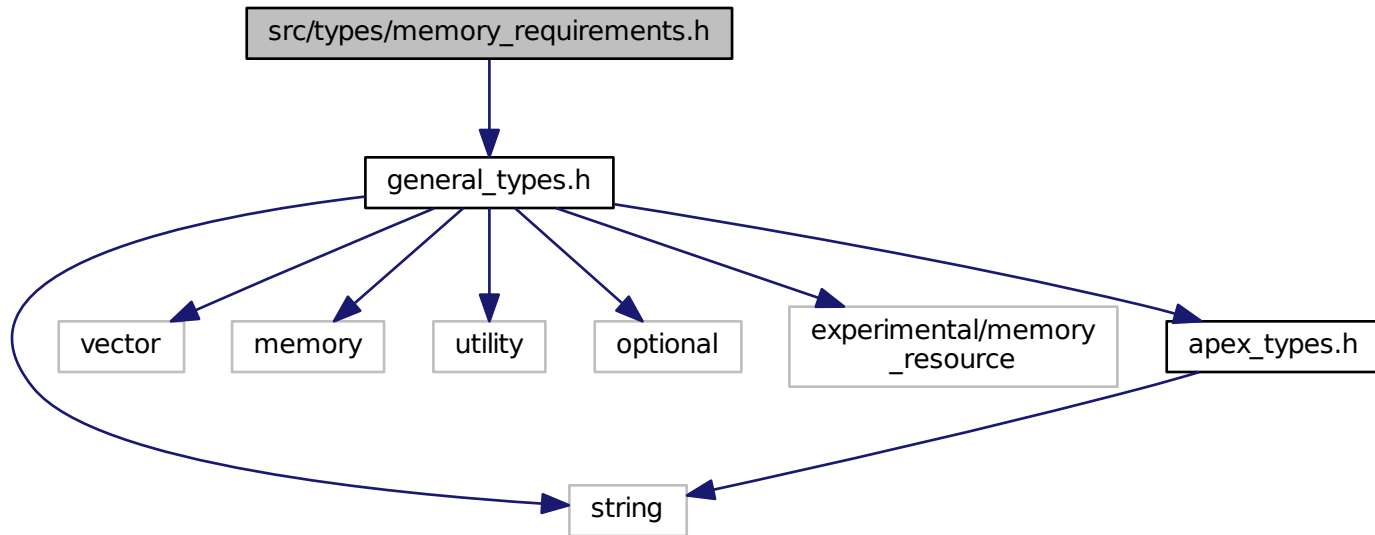 src/types/memory_requirements.h
general_types.h
vector
memory
utility
optional
experimental/memory
_resource
apex_types.h
string